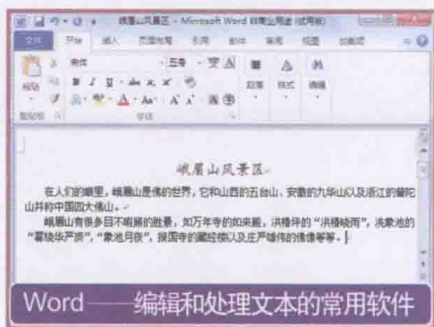 峨眉山风景区 - Microsoft Word 非商业用途 (试用版)
文件 开始 插入 页面布局 引用 邮件 审阅 视图 加载项
宋体 五号
粘贴 段落 样式 编辑
剪贴板 字体
峨眉山风景区
在人们的眼里，峨眉山是佛的世界，它和山西的五台山、安徽的九华山以及浙江的普陀
山并称中国四大佛山。
峨眉山有很多目不暇顾的胜景，如万年寺的如来殿，洪椿坪的“洪椿晓雨”，洗象池的
“雾绕华严顶”，“象池月夜”，报国寺的藏经楼以及庄严雄伟的佛像等等。
Word——编辑和处理文本的常用软件